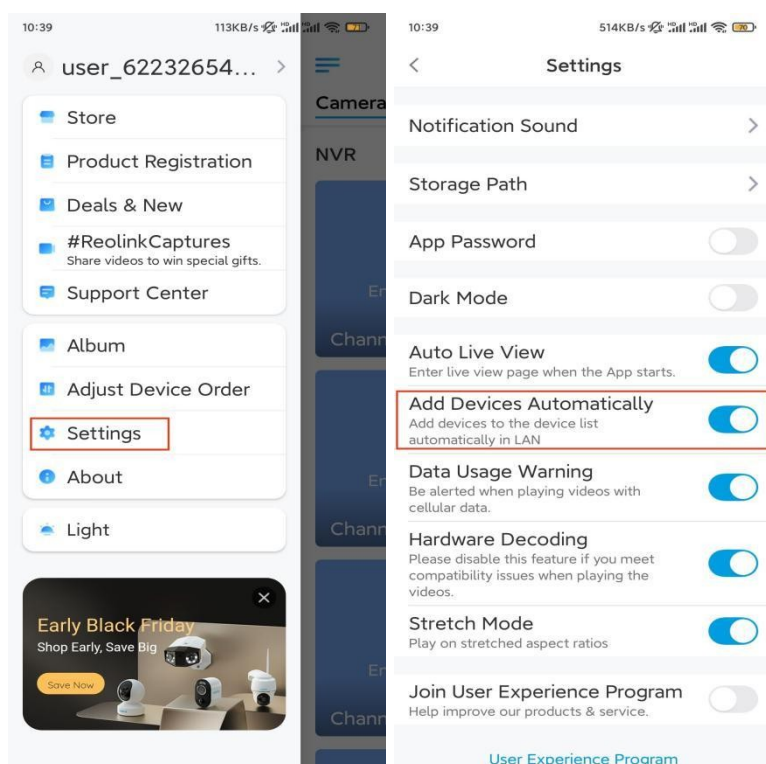 10:39
113KB/s
71
user_62232654...
Store
Product Registration
Deals & New
#ReolinkCaptures
Share videos to win special gifts.
Support Center
Album
Adjust Device Order
Settings
About
Light
Early Black Friday
Shop Early, Save Big
Save Now
Camera
NVR
Er
Chann
Er
Chann
Er
Chann
10:39
514KB/s
70
Settings
Notification Sound
Storage Path
App Password
Dark Mode
Auto Live View
Enter live view page when the App starts.
Add Devices Automatically
Add devices to the device list
automatically in LAN
Data Usage Warning
Be alerted when playing videos with
cellular data.
Hardware Decoding
Please disable this feature if you meet
compatibility issues when playing the
videos.
Stretch Mode
Play on stretched aspect ratios
Join User Experience Program
Help improve our products & service.
User Experience Program